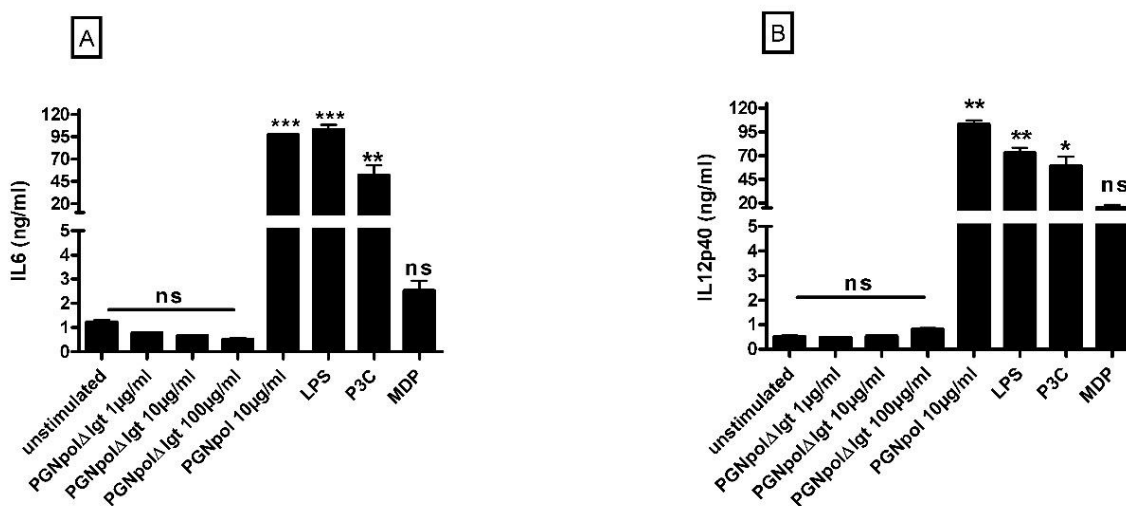 A
IL6 (ng/ml)
120
95
70
45
20
5
4
3
2
1
0
ns
***
***
**
ns
unstimulated
PGNpolΔlgt 1µg/ml
PGNpolΔlgt 10µg/ml
PGNpolΔlgt 100µg/ml
PGNpol 10µg/ml
LPS
P3C
MDP
B
IL12p40 (ng/ml)
120
95
70
45
20
5
4
3
2
1
0
ns
**
**
*
ns
unstimulated
PGNpolΔlgt 1µg/ml
PGNpolΔlgt 10µg/ml
PGNpolΔlgt 100µg/ml
PGNpol 10µg/ml
LPS
P3C
MDP